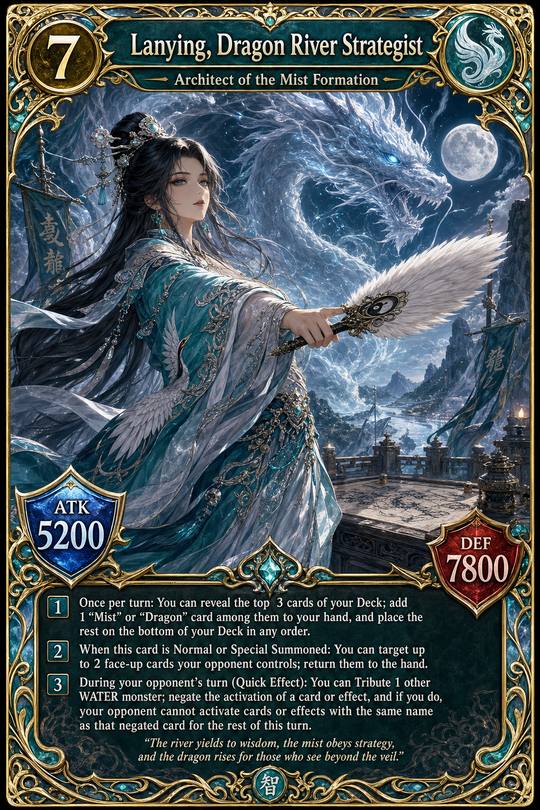 7
Lanying, Dragon River Strategist
Architect of the Mist Formation
龍
龍
ATK
5200
DEF
7800
1 Once per turn: You can reveal the top 3 cards of your Deck; add
1 “Mist” or “Dragon” card among them to your hand, and place the
rest on the bottom of your Deck in any order.
2 When this card is Normal or Special Summoned: You can target up
to 2 face-up cards your opponent controls; return them to the hand.
3 During your opponent’s turn (Quick Effect): You can Tribute 1 other
WATER monster; negate the activation of a card or effect, and if you do,
your opponent cannot activate cards or effects with the same name
as that negated card for the rest of this turn.
“The river yields to wisdom, the mist obeys strategy,
and the dragon rises for those who see beyond the veil.”
智